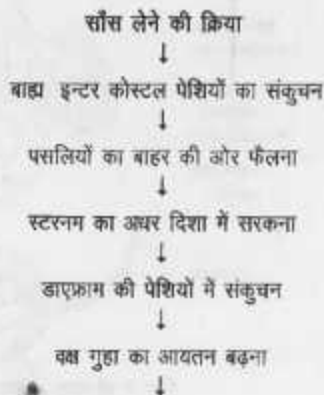 साँस लेने की क्रिया
↓
बाह्य इन्टर कोस्टल पेशियों का संकुचन
↓
पसलियों का बाहर की ओर फैलना
↓
स्टरनम का अधर दिशा में सरकना
↓
डाएफ्राम की पेशियों में संकुचन
↓
वक्ष गुहा का आयतन बढ़ना
↓